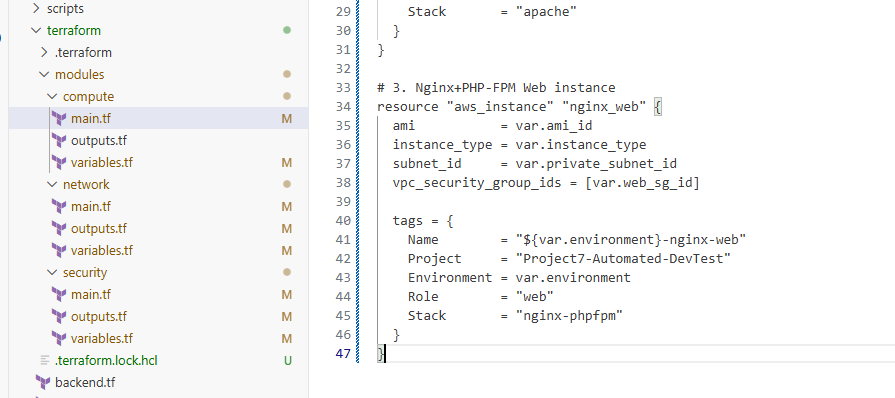 scripts
terraform
.terraform
modules
compute
main.tf M
outputs.tf
variables.tf M
network
main.tf M
outputs.tf M
variables.tf M
security
main.tf M
outputs.tf M
variables.tf M
.terraform.lock.hcl U
backend.tf
29 Stack = "apache"
30 }
31 }
32
33 # 3. Nginx+PHP-FPM Web instance
34 resource "aws_instance" "nginx_web" {
35 ami = var.ami_id
36 instance_type = var.instance_type
37 subnet_id = var.private_subnet_id
38 vpc_security_group_ids = [var.web_sg_id]
39
40 tags = {
41 Name = "${var.environment}-nginx-web"
42 Project = "Project7-Automated-DevTest"
43 Environment = var.environment
44 Role = "web"
45 Stack = "nginx-phpfpm"
46 }
47 }